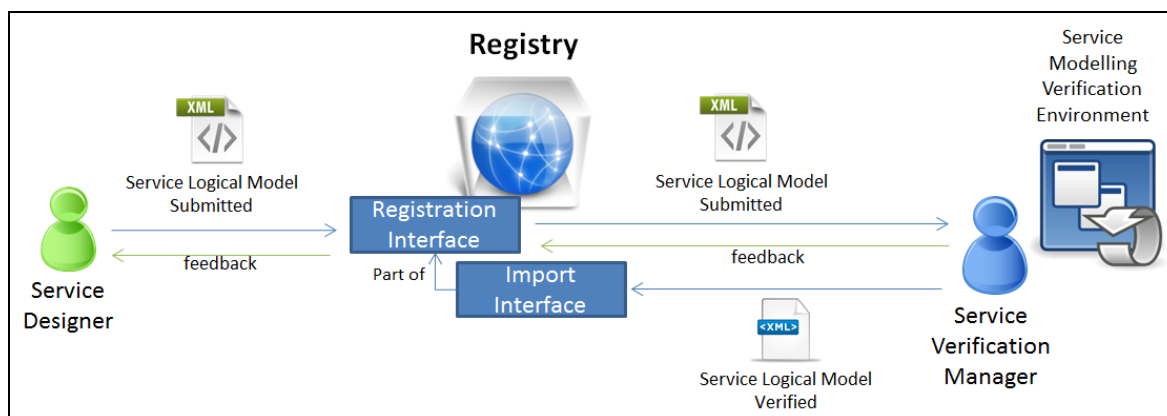 Registry
Service
Modelling
Verification
Environment
XML
</>
Service Logical Model
Submitted
XML
</>
Service Logical Model
Submitted
Registration
Interface
feedback
feedback
Part of
Import
Interface
Service
Designer
<XML>
Service Logical Model
Verified
Service
Verification
Manager